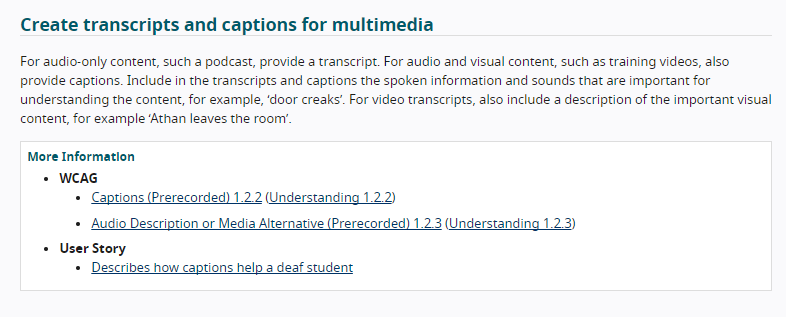 Create transcripts and captions for multimedia
For audio-only content, such a podcast, provide a transcript. For audio and visual content, such as training videos, also
provide captions. Include in the transcripts and captions the spoken information and sounds that are important for
understanding the content, for example, ‘door creaks’. For video transcripts, also include a description of the important visual
content, for example ‘Athan leaves the room’.
More Information
• WCAG
• Captions (Prerecorded) 1.2.2 (Understanding 1.2.2)
• Audio Description or Media Alternative (Prerecorded) 1.2.3 (Understanding 1.2.3)
• User Story
• Describes how captions help a deaf student